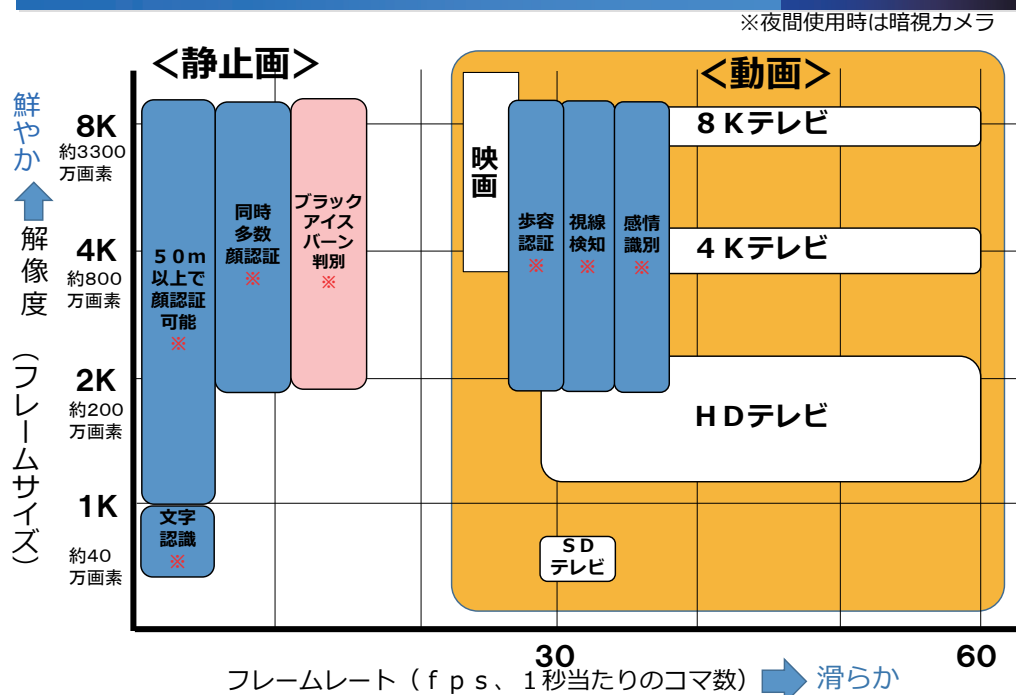 ※夜間使用時は暗視カメラ
＜静止画＞
＜動画＞
鮮やか
解像度
（フレームサイズ）
8K
約3300
万画素
4K
約800
万画素
2K
約200
万画素
1K
約40
万画素
５０ｍ
以上で
顔認証
可能
※
文字
認識
※
同時
多数
顔認証
※
ブラック
アイス
バーン
判別
※
映画
歩容
認証
※
視線
検知
※
感情
識別
※
８Ｋテレビ
４Ｋテレビ
ＨＤテレビ
ＳＤ
テレビ
30
60
フレームレート（ｆｐｓ、１秒当たりのコマ数）
滑らか